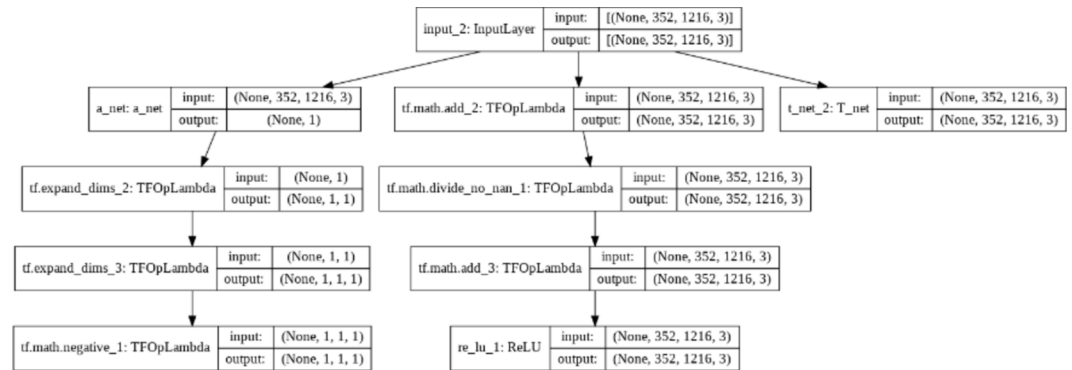 input_2: InputLayer
input: [(None, 352, 1216, 3)]
output: [(None, 352, 1216, 3)]
a_net: a_net
input: (None, 352, 1216, 3)
output: (None, 1)
tf.math.add_2: TFOpLambda
input: (None, 352, 1216, 3)
output: (None, 352, 1216, 3)
t_net_2: T_net
input: (None, 352, 1216, 3)
output: (None, 352, 1216, 3)
tf.expand_dims_2: TFOpLambda
input: (None, 1)
output: (None, 1, 1)
tf.math.divide_no_nan_1: TFOpLambda
input: (None, 352, 1216, 3)
output: (None, 352, 1216, 3)
tf.expand_dims_3: TFOpLambda
input: (None, 1, 1)
output: (None, 1, 1, 1)
tf.math.add_3: TFOpLambda
input: (None, 352, 1216, 3)
output: (None, 352, 1216, 3)
tf.math.negative_1: TFOpLambda
input: (None, 1, 1, 1)
output: (None, 1, 1, 1)
re_lu_1: ReLU
input: (None, 352, 1216, 3)
output: (None, 352, 1216, 3)